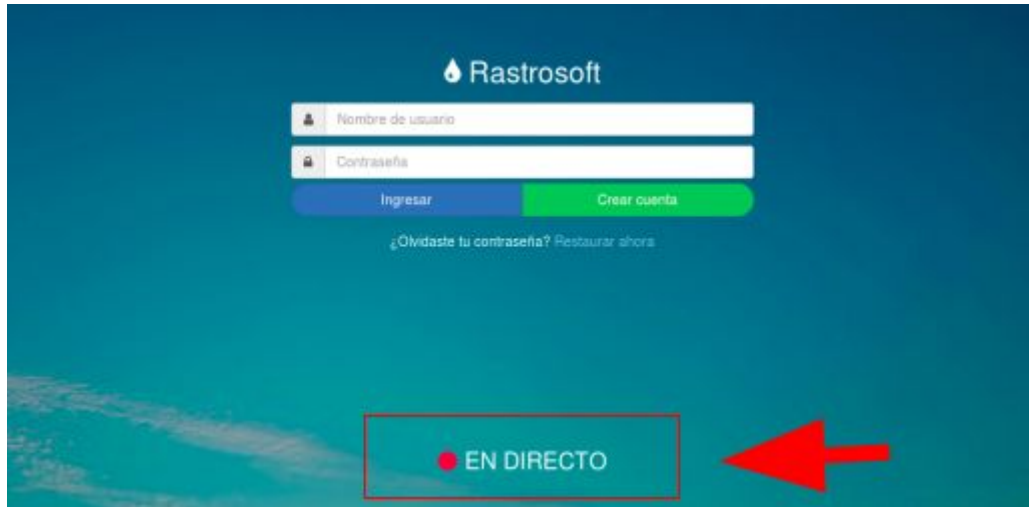 Rastrosoft
Nombre de usuario
Contraseña
Ingresar
Crear cuenta
¿Olvidaste tu contraseña? Restaurar ahora
EN DIRECTO